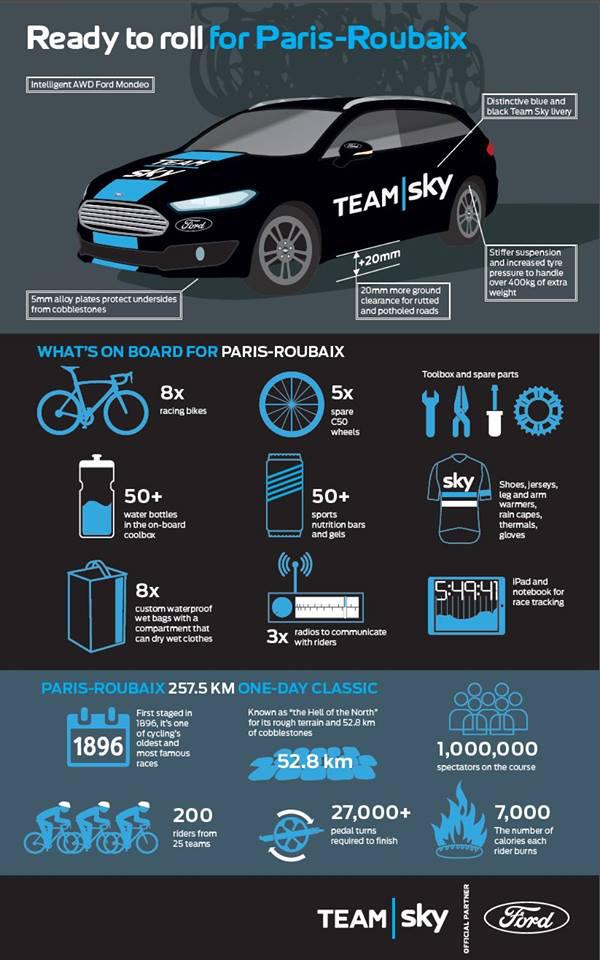 Ready to roll for Paris-Roubaix
Intelligent AWD Ford Mondeo
Distinctive blue and
black Team Sky livery
TEAM
sky
Ford
Ford
TEAM sky
+20mm
Stiffer suspension
and increased tyre
pressure to handle
over 400kg of extra
weight
5mm alloy plates protect undersides
from cobblestones
20mm more ground
clearance for rutted
and potholed roads
WHAT'S ON BOARD FOR PARIS-ROUBAIX
8x
racing bikes
5x
spare
C50
wheels
Toolbox and spare parts
50+
water bottles
in the on-board
coolbox
50+
sports
nutrition bars
and gels
sky
Shoes, jerseys,
leg and arm
warmers,
rain capes,
thermals,
gloves
8x
custom waterproof
wet bags with a
compartment that
can dry wet clothes
3x radios to communicate
with riders
5:49:41
iPad and
notebook for
race tracking
PARIS-ROUBAIX 257.5 KM ONE-DAY CLASSIC
1896
First staged in
1896, it's one
of cycling's
oldest and
most famous
races
Known as "the Hell of the North"
for its rough terrain and 52.8 km
of cobblestones
52.8 km
1,000,000
spectators on the course
200
riders from
25 teams
27,000+
pedal turns
required to finish
7,000
The number of
calories each
rider burns
TEAM sky
OFFICIAL PARTNER
Ford